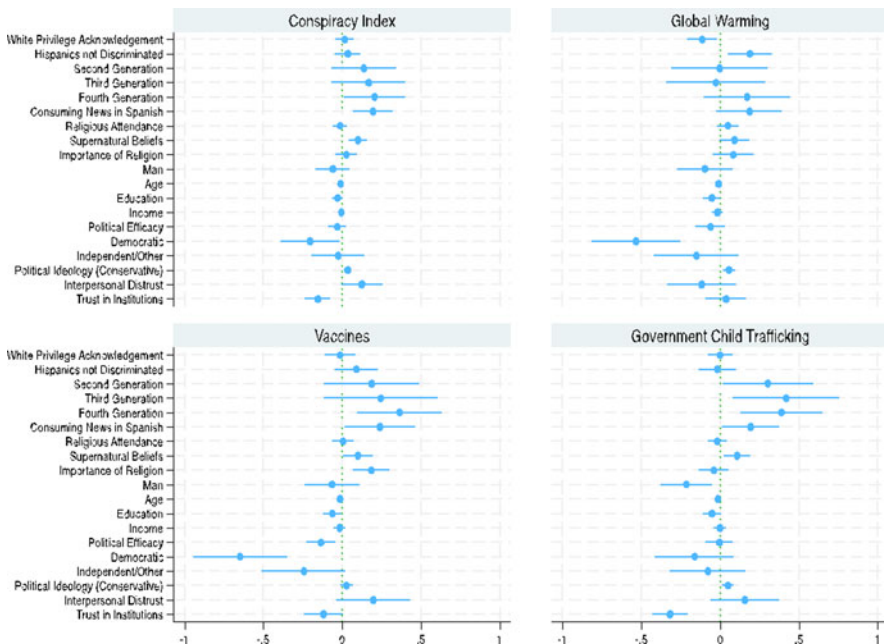 Conspiracy Index
Global Warming
White Privilege Acknowledgement
Hispanics not Discriminated
Second Generation
Third Generation
Fourth Generation
Consuming News in Spanish
Religious Attendance
Supernatural Beliefs
Importance of Religion
Man
Age
Education
Income
Political Efficacy
Democratic
Independent/Other
Political Ideology (Conservative)
Interpersonal Distrust
Trust in Institutions
Vaccines
Government Child Trafficking
White Privilege Acknowledgement
Hispanics not Discriminated
Second Generation
Third Generation
Fourth Generation
Consuming News in Spanish
Religious Attendance
Supernatural Beliefs
Importance of Religion
Man
Age
Education
Income
Political Efficacy
Democratic
Independent/Other
Political Ideology (Conservative)
Interpersonal Distrust
Trust in Institutions
-1 -.5 0 .5 1 -1 -.5 0 .5 1